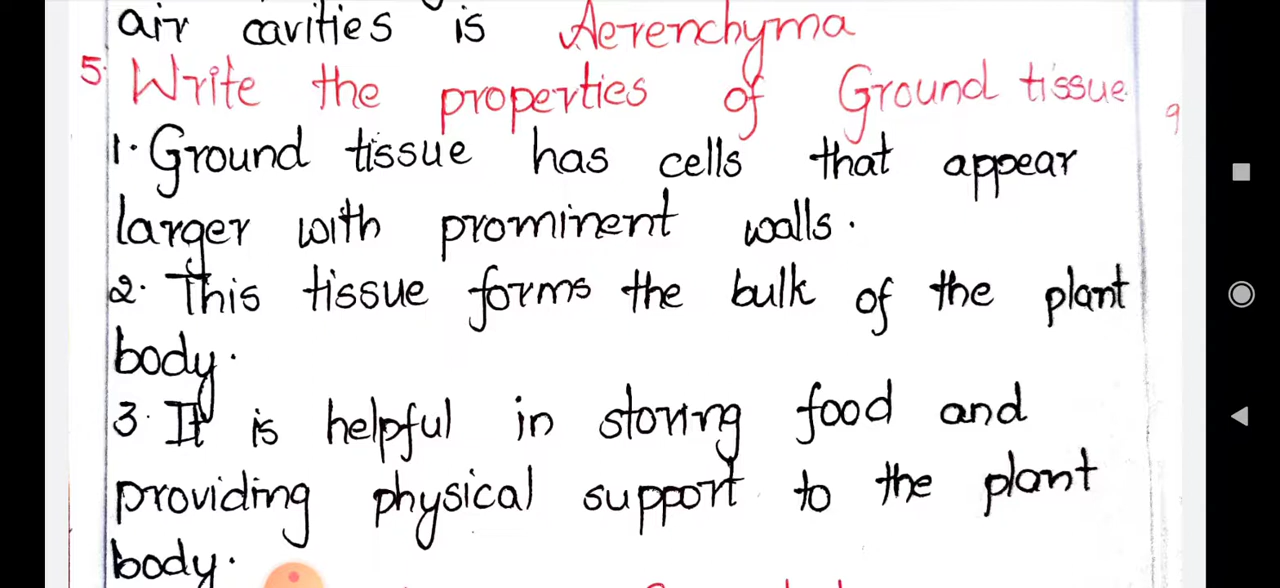 air cavities is Aerenchyma
5. Write the properties of Ground tissue
9
1. Ground tissue has cells that appear
larger with prominent walls.
2. This tissue forms the bulk of the plant
body.
3. It is helpful in storing food and
providing physical support to the plant
body.